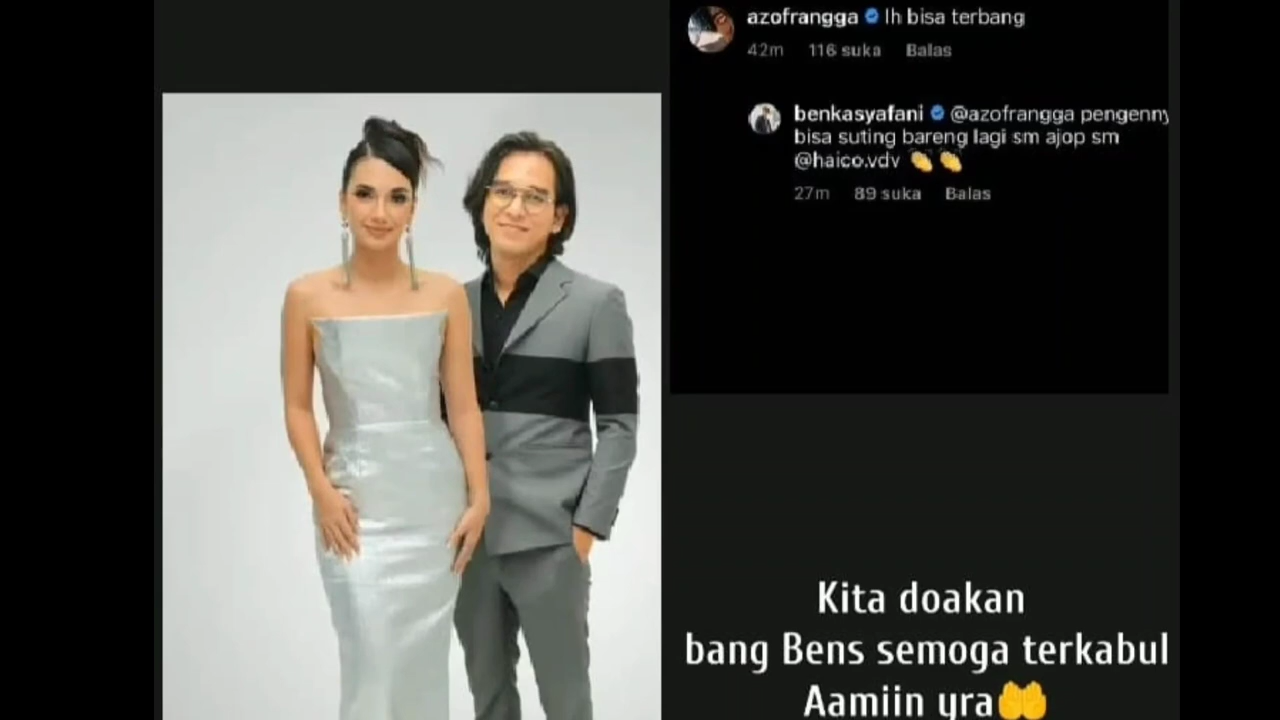 azofrangga Ih bisa terbang
42m 116 suka Balas
benkasyafani @azofrangga pengenny
bisa suting bareng lagi sm ajop sm
@haico.vdv 👏👏
27m 89 suka Balas
Kita doakan
bang Bens semoga terkabul
Aamiin yra🤲